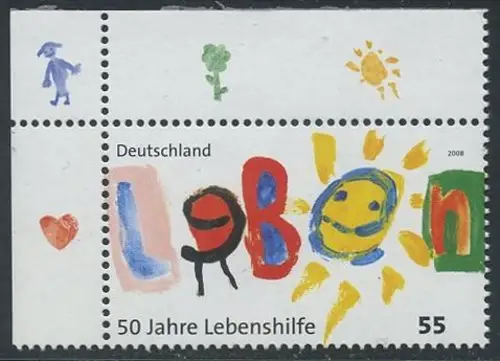 Deutschland
2008
LeBen
50 Jahre Lebenshilfe
55